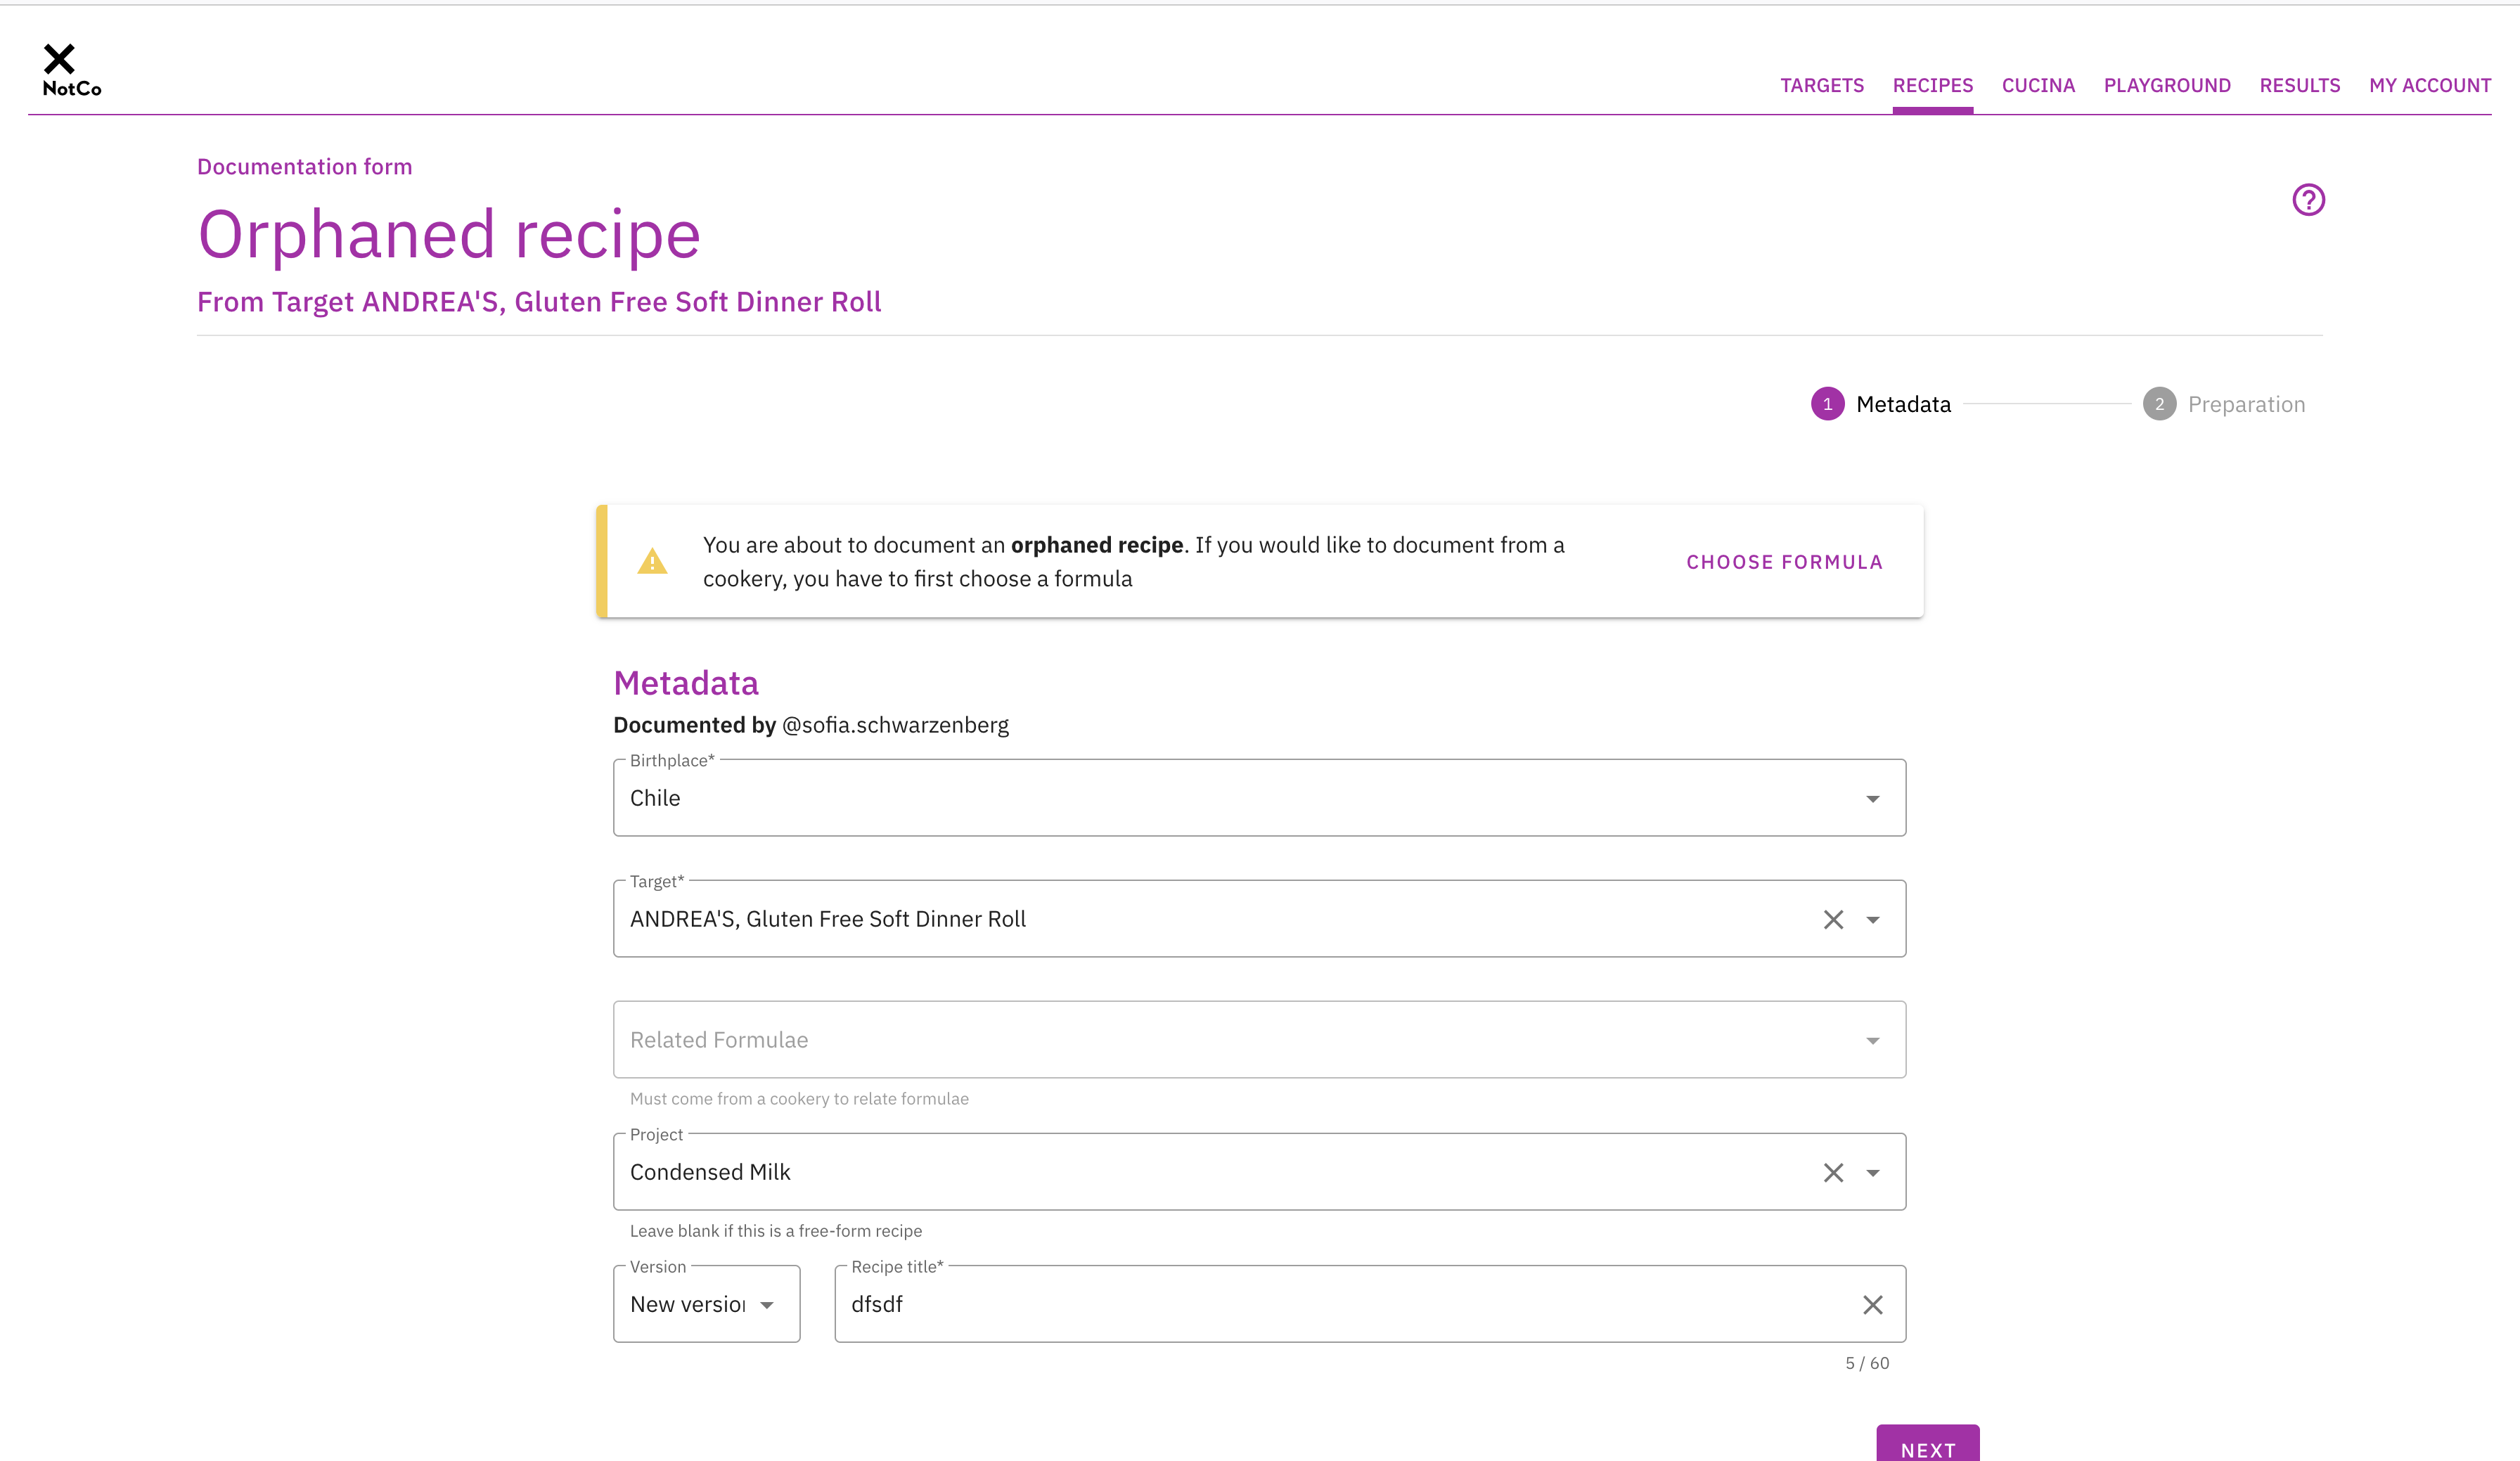 NotCo
TARGETS RECIPES CUCINA PLAYGROUND RESULTS MY ACCOUNT
Documentation form
Orphaned recipe
?
From Target ANDREA'S, Gluten Free Soft Dinner Roll
1 Metadata 2 Preparation
You are about to document an orphaned recipe. If you would like to document from a
cookery, you have to first choose a formula
CHOOSE FORMULA
Metadata
Documented by @sofia.schwarzenberg
Birthplace*
Chile
Target*
ANDREA'S, Gluten Free Soft Dinner Roll
Related Formulae
Must come from a cookery to relate formulae
Project
Condensed Milk
Leave blank if this is a free-form recipe
Version
New version
Recipe title*
dfsdf
5 / 60
NEXT